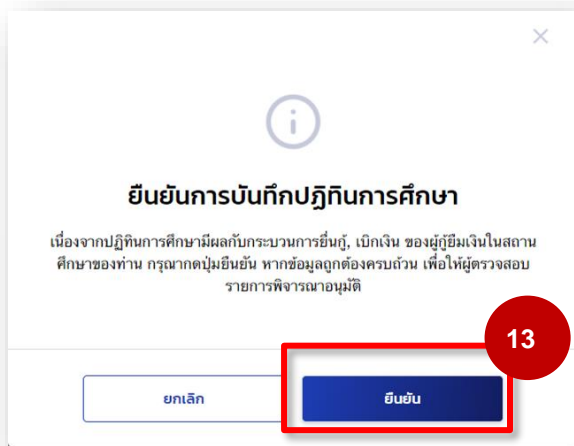 ยืนยันการบันทึกปฏิทินการศึกษา
เนื่องจากปฏิทินการศึกษามีผลกับกระบวนการยื่นกู้, เบิกเงิน ของผู้กู้ยืมเงินในสถาน
ศึกษาของท่าน กรุณากดปุ่มยืนยัน หากข้อมูลถูกต้องครบถ้วน เพื่อให้ผู้ตรวจสอบ
รายการพิจารณาอนุมัติ
13
ยกเลิก ยืนยัน